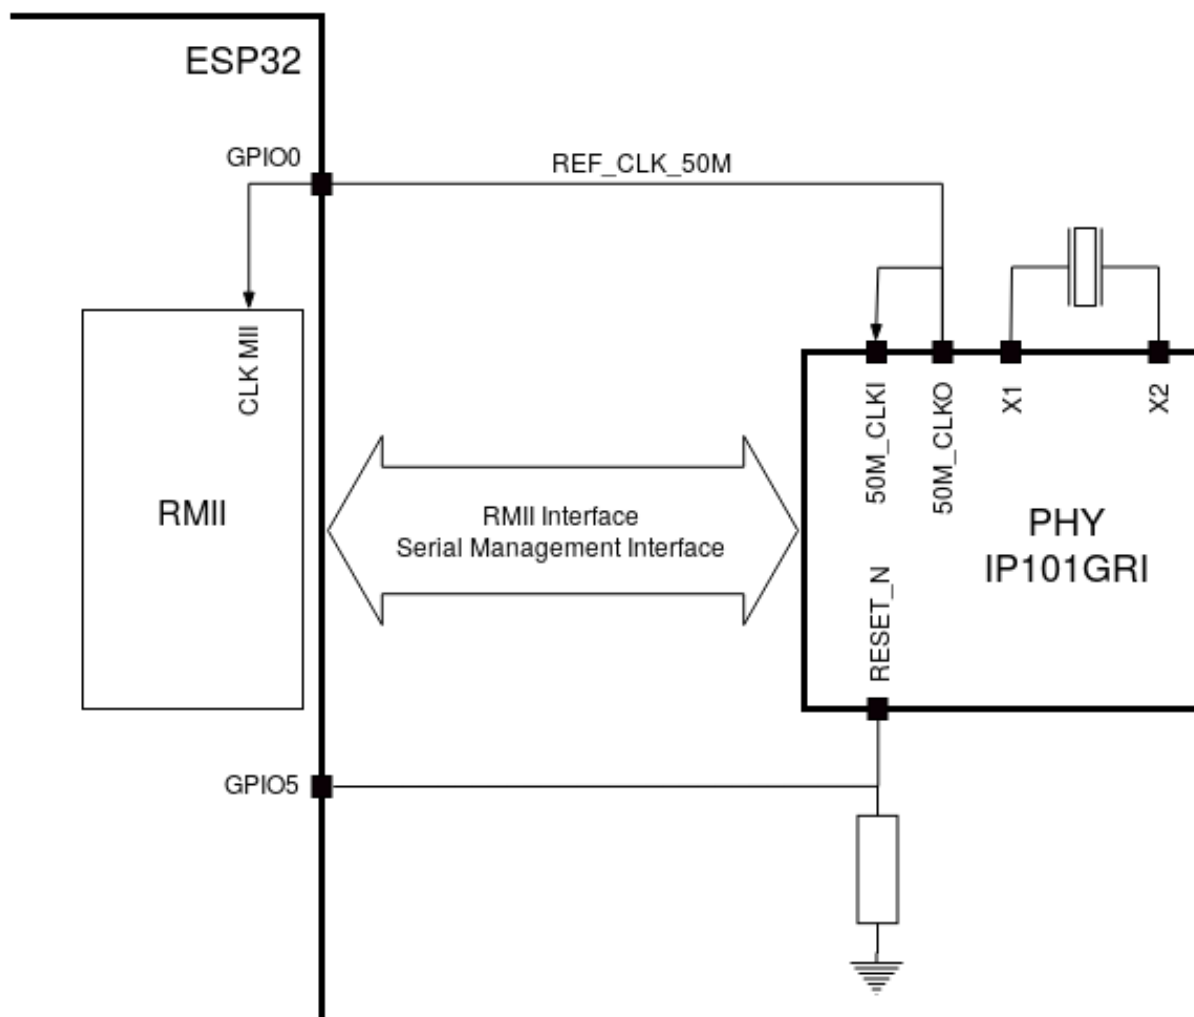 ESP32
GPIO0
REF_CLK_50M
CLK MII
50M_CLKI
50M_CLKO
X1
X2
RMII
RMII Interface
Serial Management Interface
PHY
IP101GRI
RESET_N
GPIO5